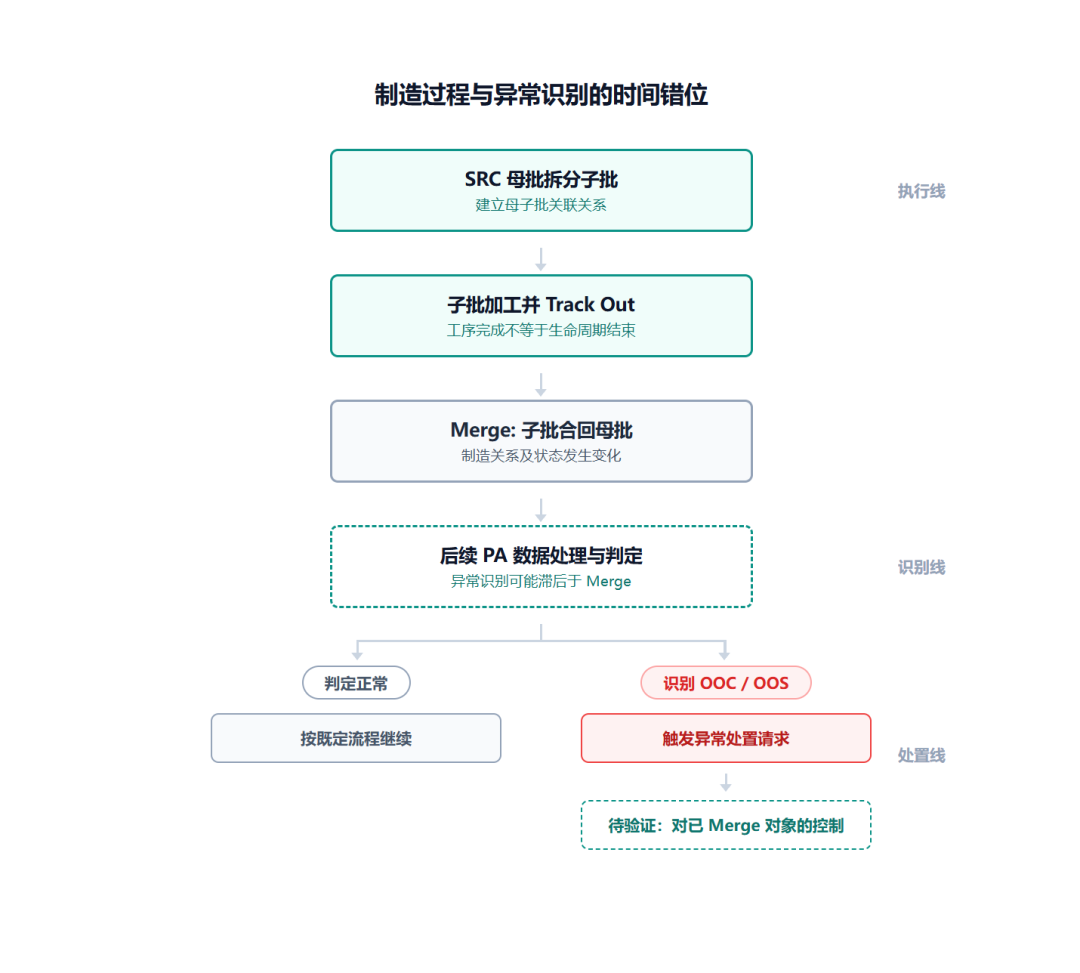 制造过程与异常识别的时间错位
SRC 母批拆分子批
建立母子批关联关系
执行线
子批加工并 Track Out
工序完成不等于生命周期结束
Merge: 子批合回母批
制造关系及状态发生变化
后续 PA 数据处理与判定
异常识别可能滞后于 Merge
识别线
判定正常
识别 OOC / OOS
按既定流程继续
触发异常处置请求
处置线
待验证：对已 Merge 对象的控制